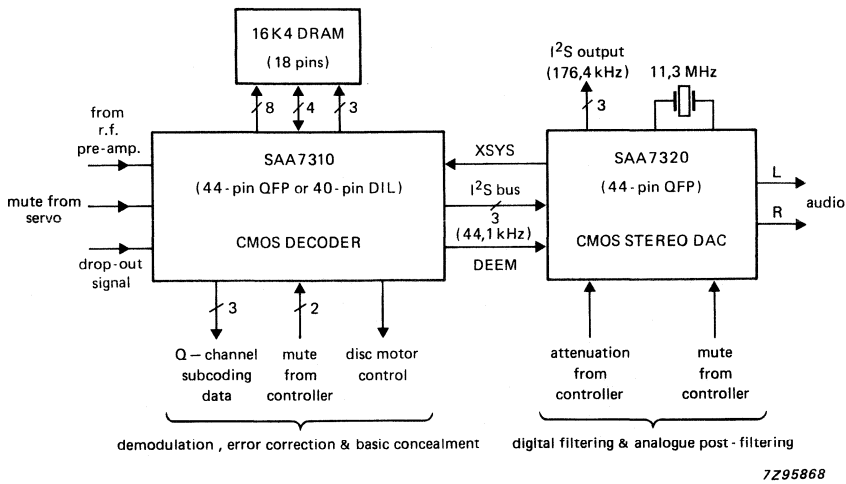 16K4 DRAM
(18 pins)
8
4
3
from
r.f.
pre-amp.
mute from
servo
drop-out
signal
SAA7310
(44-pin QFP or 40-pin DIL)
CMOS DECODER
XSYS
I²S bus
3
(44,1 kHz)
DEEM
I²S output
(176,4 kHz)
3
11,3 MHz
SAA7320
(44-pin QFP)
CMOS STEREO DAC
L
R
audio
3
Q – channel
subcoding
data
2
mute
from
controller
disc motor
control
attenuation
from
controller
mute
from
controller
demodulation , error correction & basic concealment
digital filtering & analogue post - filtering
7Z95868